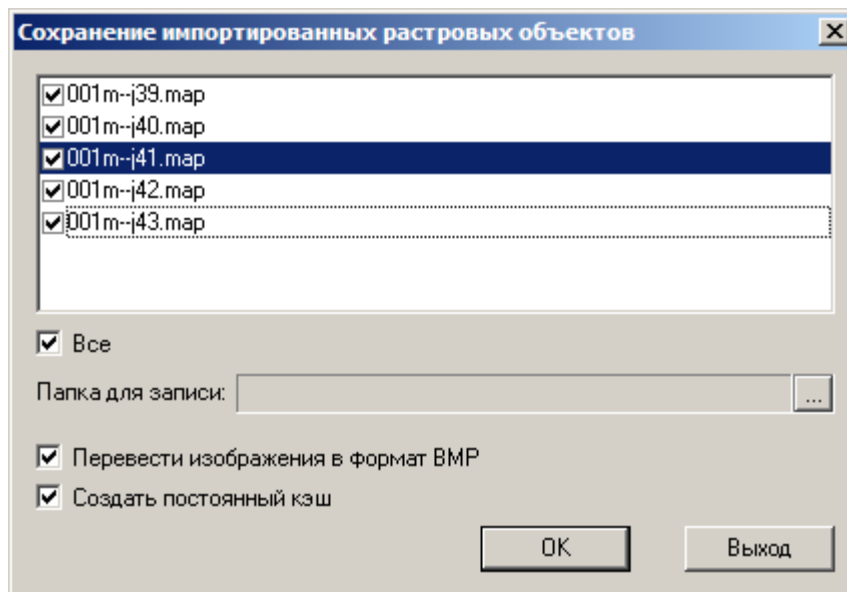 Сохранение импортированных растровых объектов
001m--j39.map
001m--j40.map
001m--j41.map
001m--j42.map
001m--j43.map
Все
Папка для записи: ...
Перевести изображения в формат BMP
Создать постоянный кэш
OK Выход